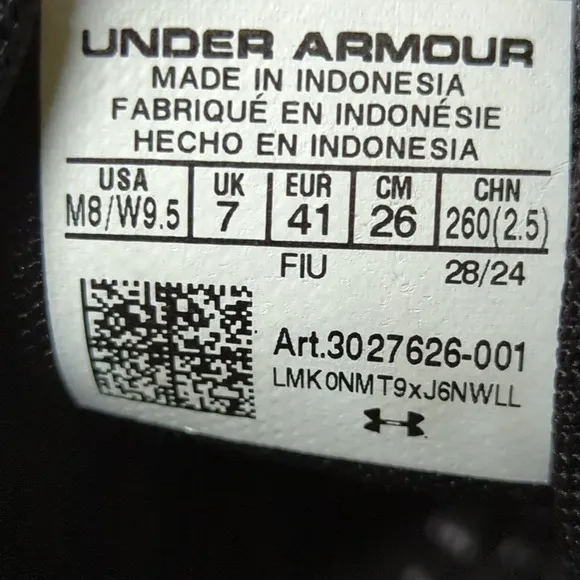 UNDER ARMOUR
MADE IN INDONESIA
FABRIQUÉ EN INDONÉSIE
HECHO EN INDONESIA
USA UK EUR CM CHN
M8/W9.5 7 41 26 260(2.5)
FIU 28/24
Art.3027626-001
LMK0NMT9xJ6NWLL